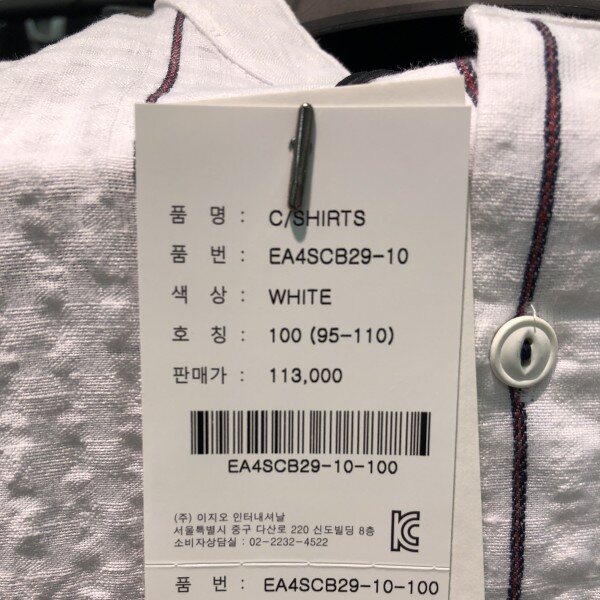 품 명 : C/SHIRTS
품 번 : EA4SCB29-10
색 상 : WHITE
호 칭 : 100 (95-110)
판매가 : 113,000
EA4SCB29-10-100
(주) 이지오 인터내셔날
서울특별시 중구 다산로 220 신도빌딩 8층
소비자상담실 : 02-2232-4522
KC
품 번 : EA4SCB29-10-100